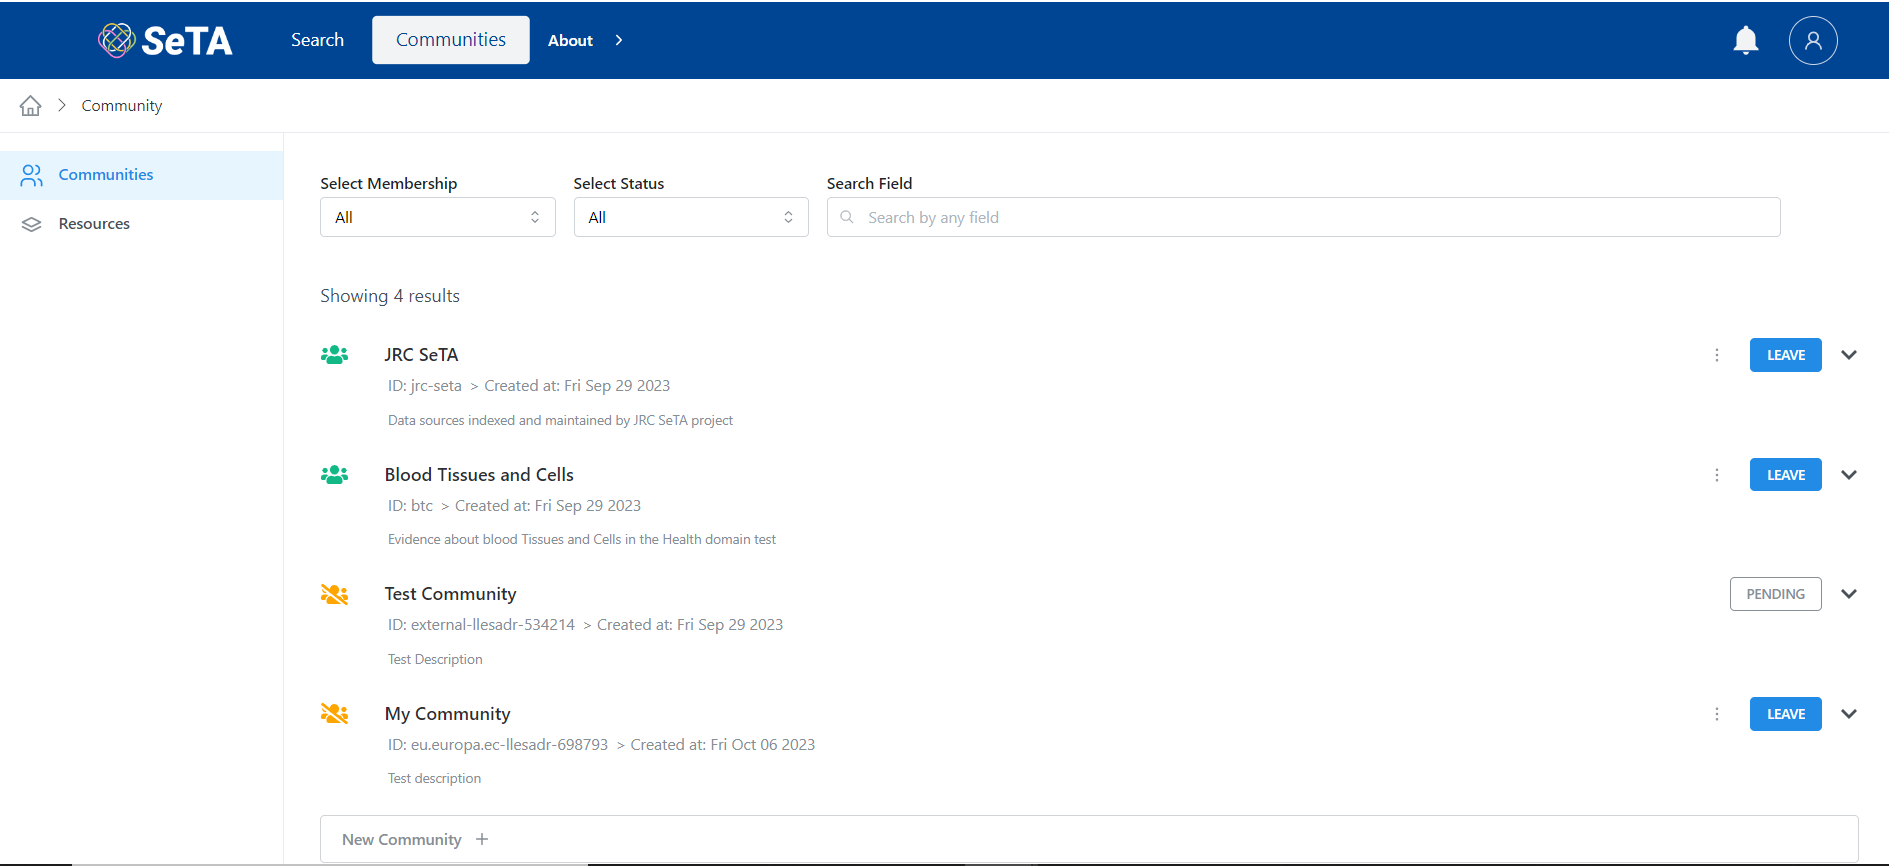 SeTA
Search
Communities
About
Community
Communities
Resources
Select Membership
Select Status
Search Field
All
All
Search by any field
Showing 4 results
JRC SeTA
LEAVE
ID: jrc-seta > Created at: Fri Sep 29 2023
Data sources indexed and maintained by JRC SeTA project
Blood Tissues and Cells
LEAVE
ID: btc > Created at: Fri Sep 29 2023
Evidence about blood Tissues and Cells in the Health domain test
Test Community
PENDING
ID: external-llesadr-534214 > Created at: Fri Sep 29 2023
Test Description
My Community
LEAVE
ID: eu.europa.ec-llesadr-698793 > Created at: Fri Oct 06 2023
Test description
New Community +